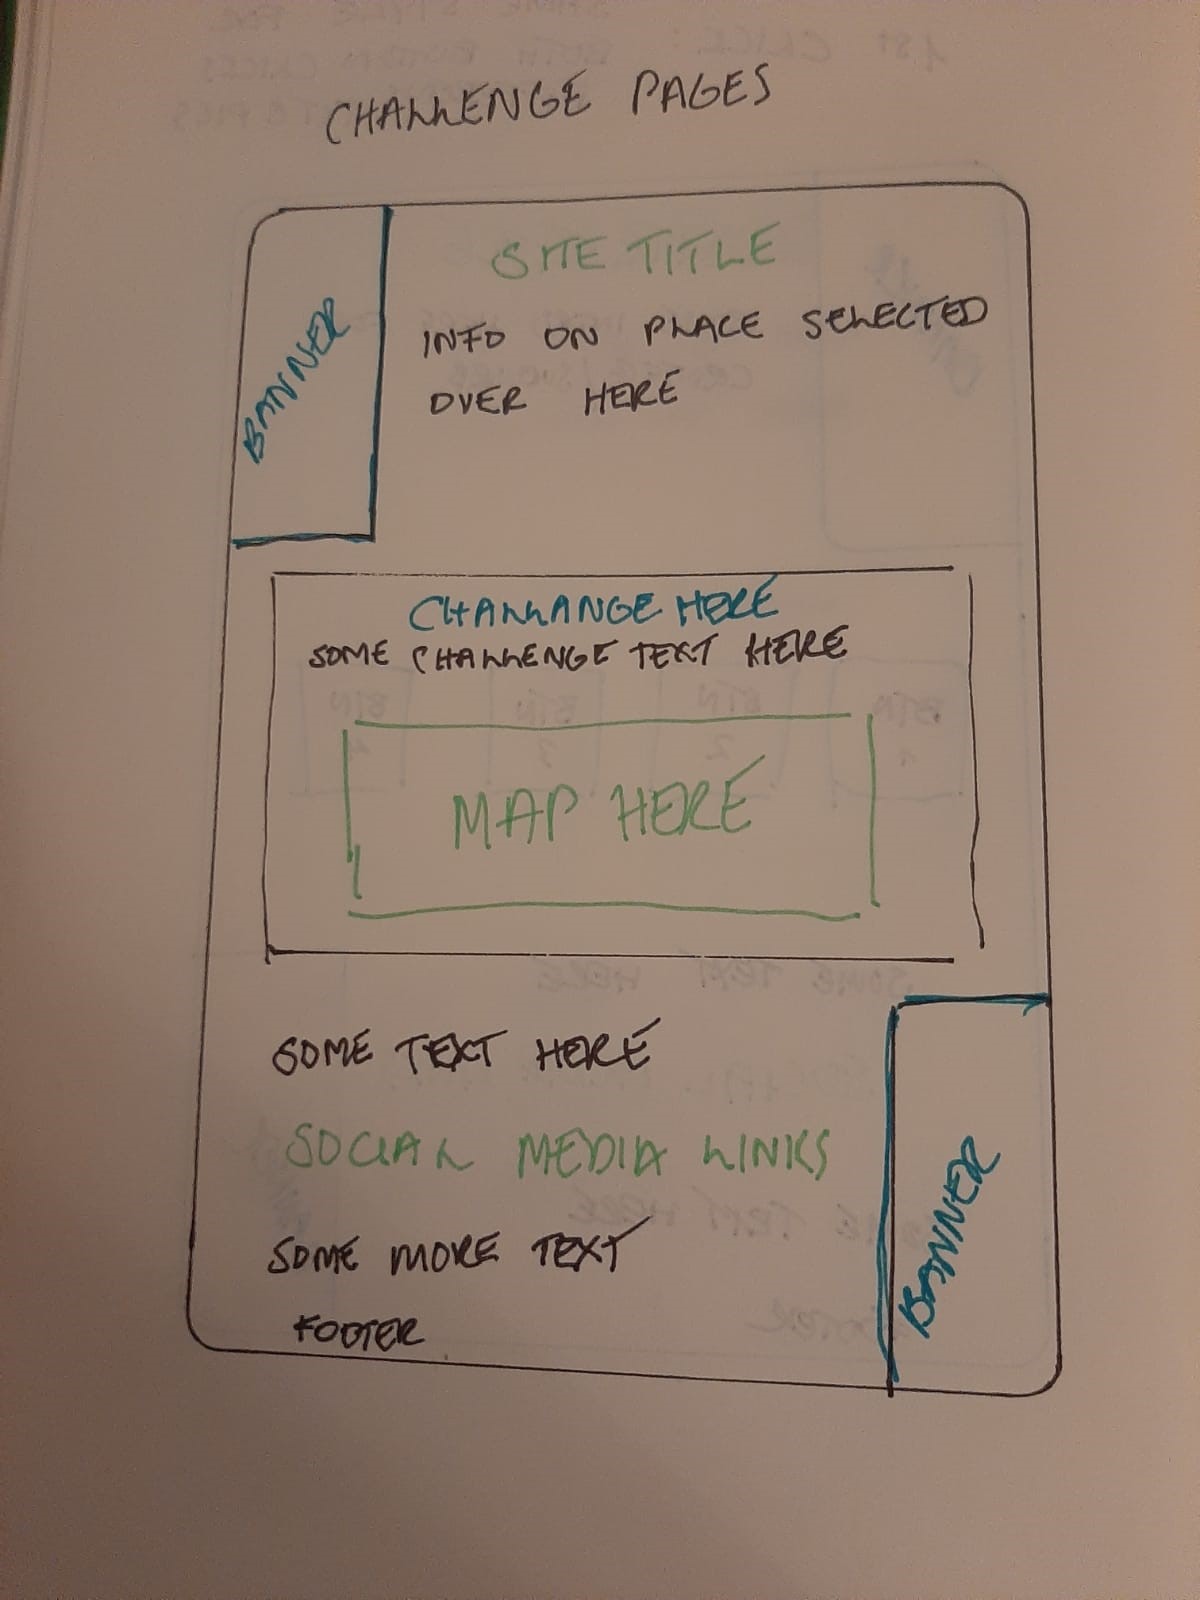 CHALLENGE PAGES
BANNER
SITE TITLE
INFO ON PLACE SELECTED
OVER HERE
CHALLANGE HERE
SOME CHALLENGE TEXT HERE
MAP HERE
SOME TEXT HERE
SOCIAL MEDIA LINKS
SOME MORE TEXT
FOOTER
BANNER